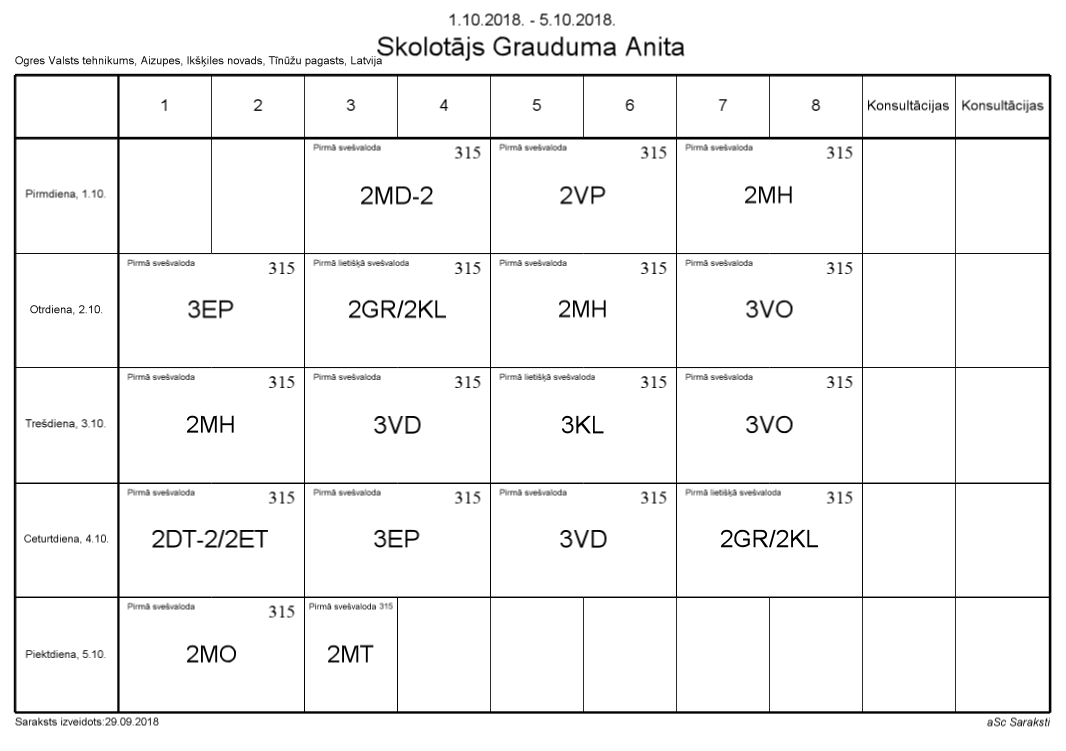 1.10.2018. - 5.10.2018.
Skolotājs Grauduma Anita
Ogres Valsts tehnikums, Aizupes, Ikšķiles novads, Tīnūžu pagasts, Latvija
1 2 3 4 5 6 7 8 Konsultācijas Konsultācijas
Pirmdiena, 1.10.
Pirmā svešvaloda 315
2MD-2
Pirmā svešvaloda 315
2VP
Pirmā svešvaloda 315
2MH
Otrdiena, 2.10.
Pirmā svešvaloda 315
3EP
Pirmā lietišķā svešvaloda 315
2GR/2KL
Pirmā svešvaloda 315
2MH
Pirmā svešvaloda 315
3VO
Trešdiena, 3.10.
Pirmā svešvaloda 315
2MH
Pirmā svešvaloda 315
3VD
Pirmā lietišķā svešvaloda 315
3KL
Pirmā svešvaloda 315
3VO
Ceturtdiena, 4.10.
Pirmā svešvaloda 315
2DT-2/2ET
Pirmā svešvaloda 315
3EP
Pirmā svešvaloda 315
3VD
Pirmā lietišķā svešvaloda 315
2GR/2KL
Piektdiena, 5.10.
Pirmā svešvaloda 315
2MO
Pirmā svešvaloda 315
2MT
Saraksts izveidots:29.09.2018
aSc Saraksti